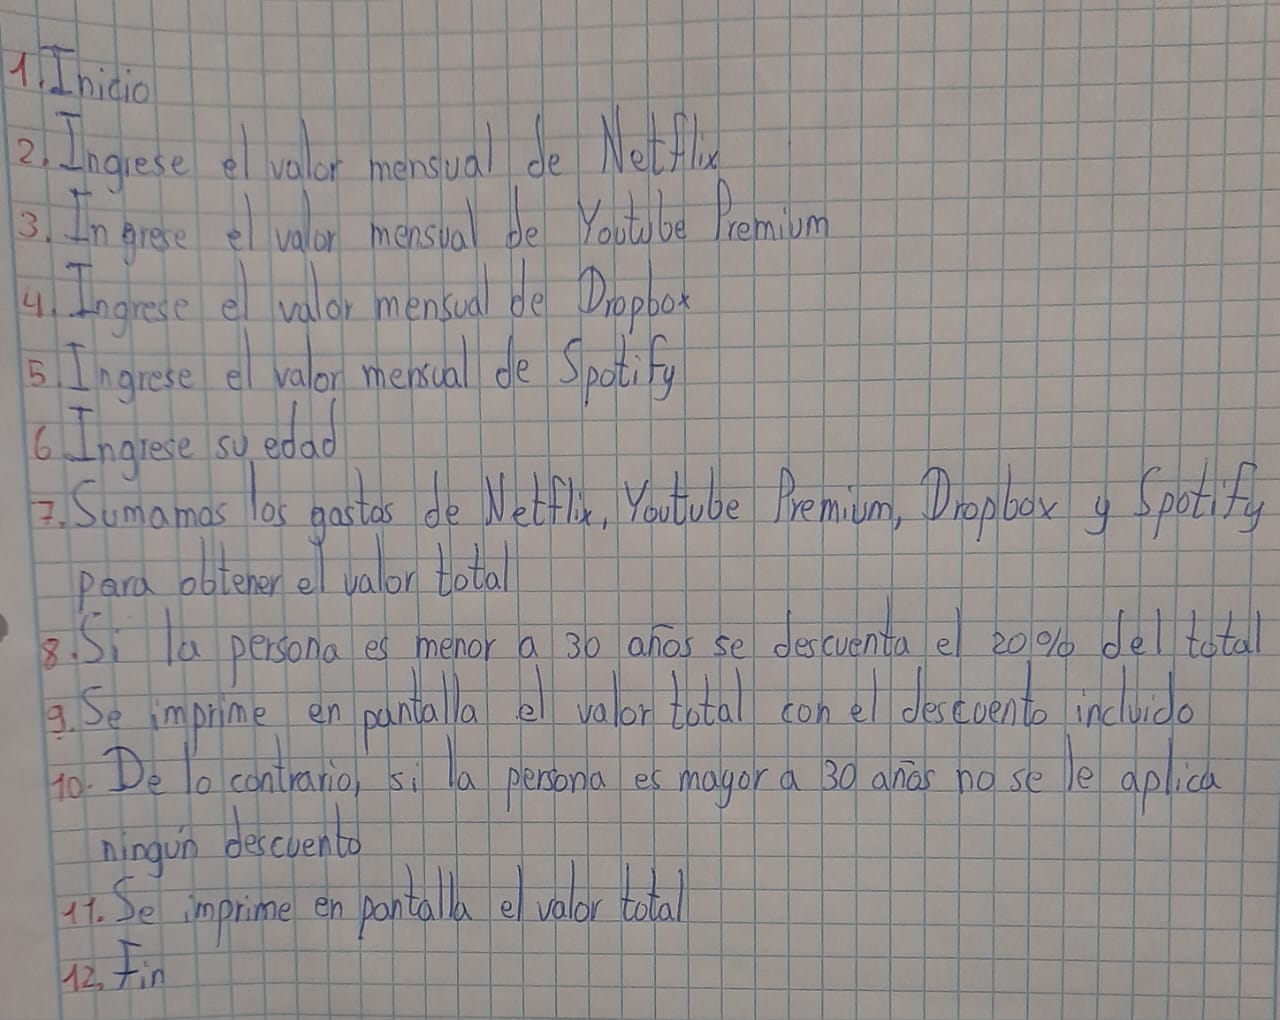 1. Inicio
2. Ingrese el valor mensual de Netflix
3. Ingrese el valor mensual de Youtube Premium
4. Ingrese el valor mensual de Dropbox
5 Ingrese el valor mensual de Spotify
6 Ingrese su edad
7. Sumamos los gastos de Netflix, Youtube Premium, Dropbox y Spotify
para obtener el valor total
8. Si la persona es menor a 30 años se descuenta el 20% del total
9. Se imprime en pantalla el valor total con el descuento incluido
10. De lo contrario, si la persona es mayor a 30 años no se le aplica
ningún descuento
11. Se imprime en pantalla el valor total
12. Fin